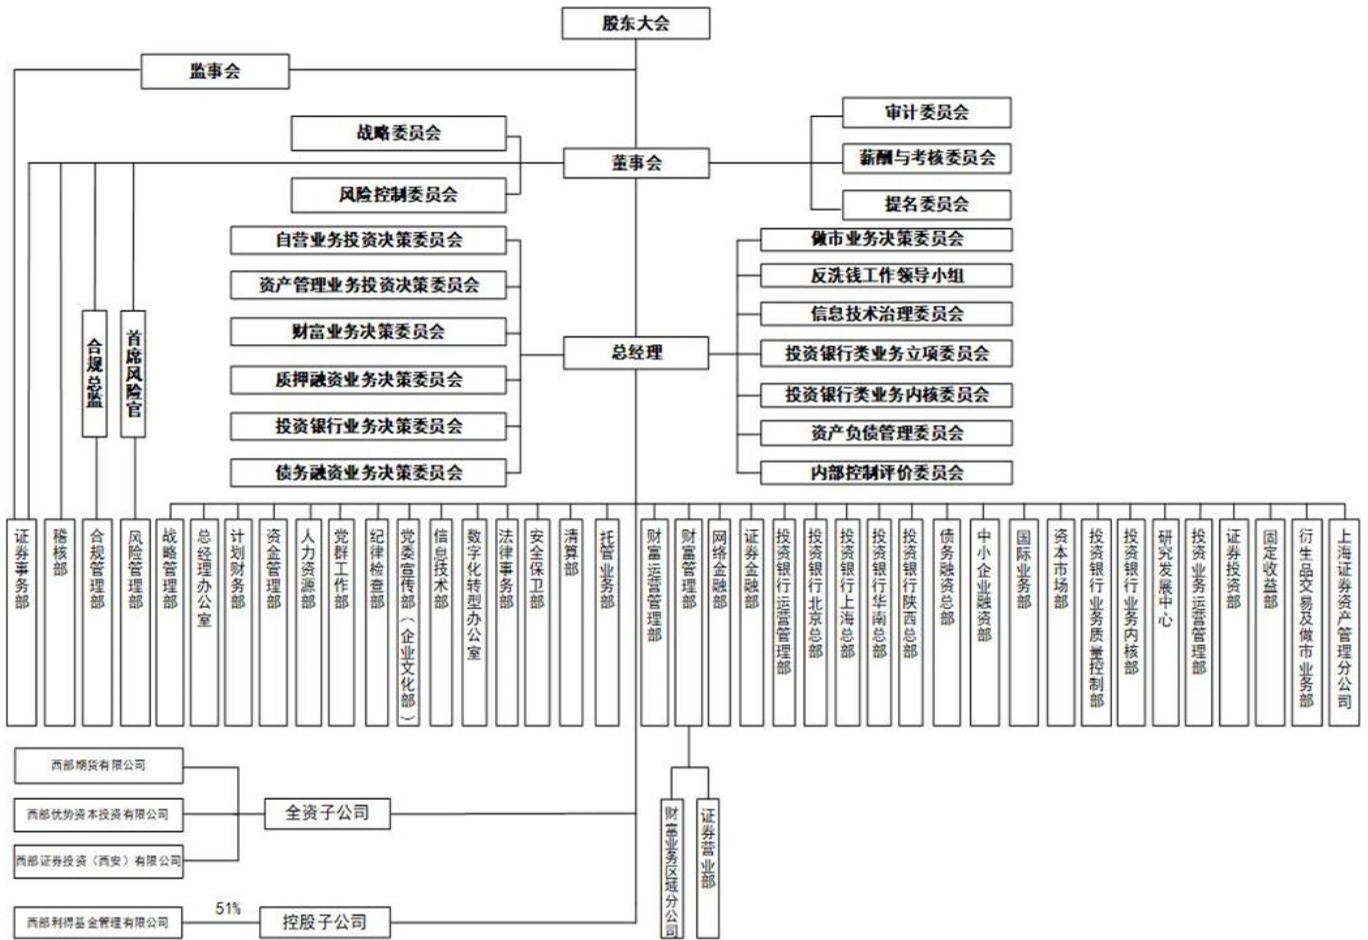 股东大会
监事会
战略委员会
风险控制委员会
董事会
审计委员会
薪酬与考核委员会
提名委员会
自营业务投资决策委员会
资产管理业务投资决策委员会
财富业务决策委员会
质押融资业务决策委员会
投资银行业务决策委员会
债务融资业务决策委员会
总经理
做市业务决策委员会
反洗钱工作领导小组
信息技术治理委员会
投资银行类业务立项委员会
投资银行类业务内核委员会
资产负债管理委员会
内部控制评价委员会
合规总监
首席风险官
证券事务部
稽核部
合规管理部
风险管理部
战略管理部
总经理办公室
计划财务部
资金管理部
人力资源部
党群工作部
纪律检查部
党委宣传部（企业文化部）
信息技术部
数字化转型办公室
法律事务部
安全保卫部
清算部
托管业务部
财富运营管理部
财富管理部
网络金融部
证券金融部
投资银行运营管理部
投资银行北京总部
投资银行上海总部
投资银行华南总部
投资银行陕西总部
债务融资总部
中小企业融资部
国际业务部
资本市场部
投资银行业务质量控制部
投资银行业务内核部
研究发展中心
投资业务运营管理部
证券投资部
固定收益部
衍生品交易及做市业务部
上海证券资产管理分公司
西部期货有限公司
西部优势资本投资有限公司
西部证券投资（西安）有限公司
全资子公司
财富业务区域分公司
证券营业部
西部利得基金管理有限公司
51%
控股子公司